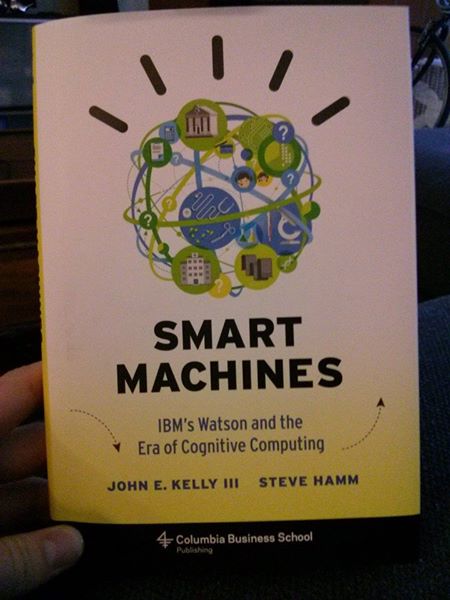 SMART
MACHINES
IBM's Watson and the
Era of Cognitive Computing
JOHN E. KELLY III STEVE HAMM
Columbia Business School
Publishing